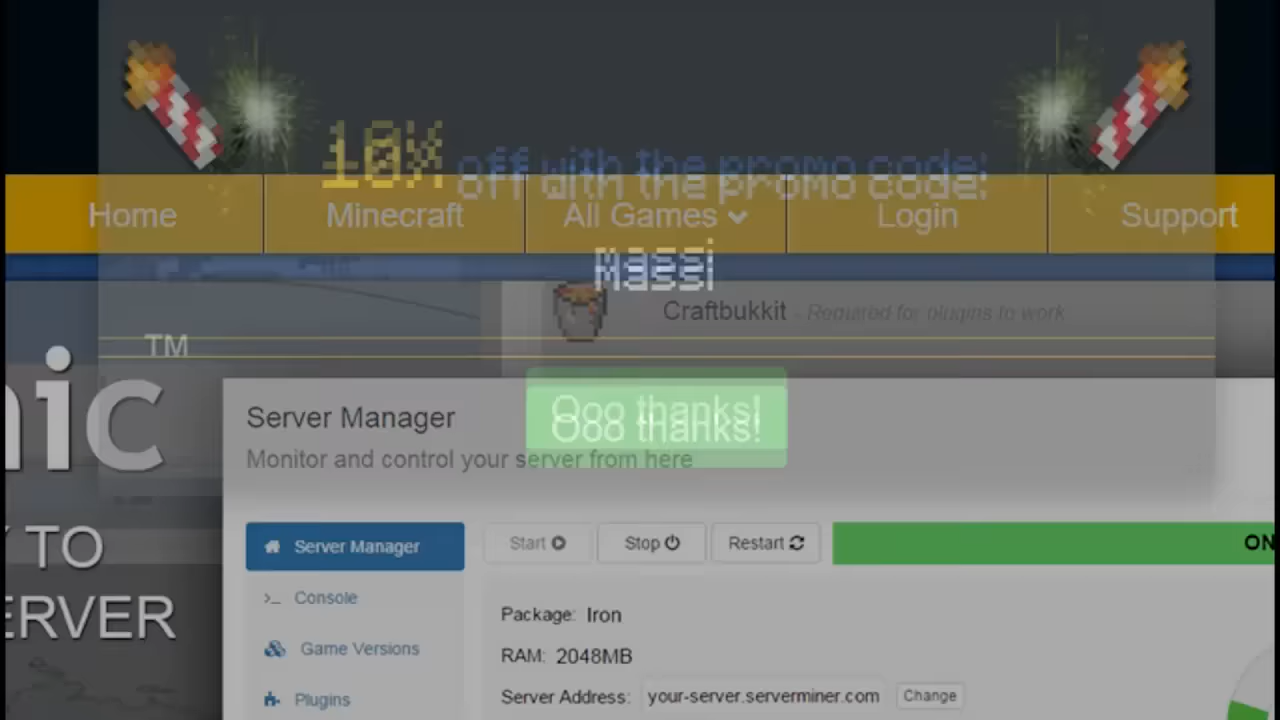 10% off with the promo code:
Massi
Home Minecraft All Games Login Support
Craftbukkit - Required for plugins to work
TM
nic
Ooo thanks!
Server Manager
Monitor and control your server from here
TO
ERVER
Server Manager
Start Stop Restart ON
Console
Game Versions
Plugins
Package: Iron
RAM: 2048MB
Server Address: your-server.serverminer.com Change